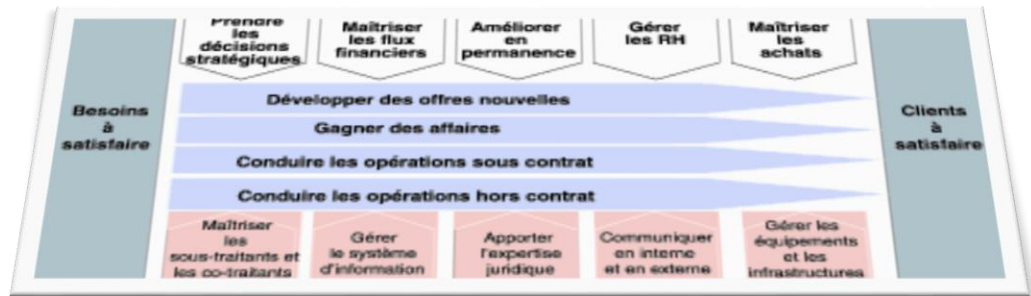 Prendre
les
décisions
stratégiques
Maîtriser
les flux
financiers
Améliorer
en
permanence
Gérer
les RH
Maîtriser
les
achats
Besoins
à
satisfaire
Développer des offres nouvelles
Gagner des affaires
Conduire les opérations sous contrat
Conduire les opérations hors contrat
Clients
à
satisfaire
Maîtriser
les
sous-traitants et
les co-traitants
Gérer
le système
d'information
Apporter
l'expertise
juridique
Communiquer
en interne
et en externe
Gérer les
équipements
et les
infrastructures